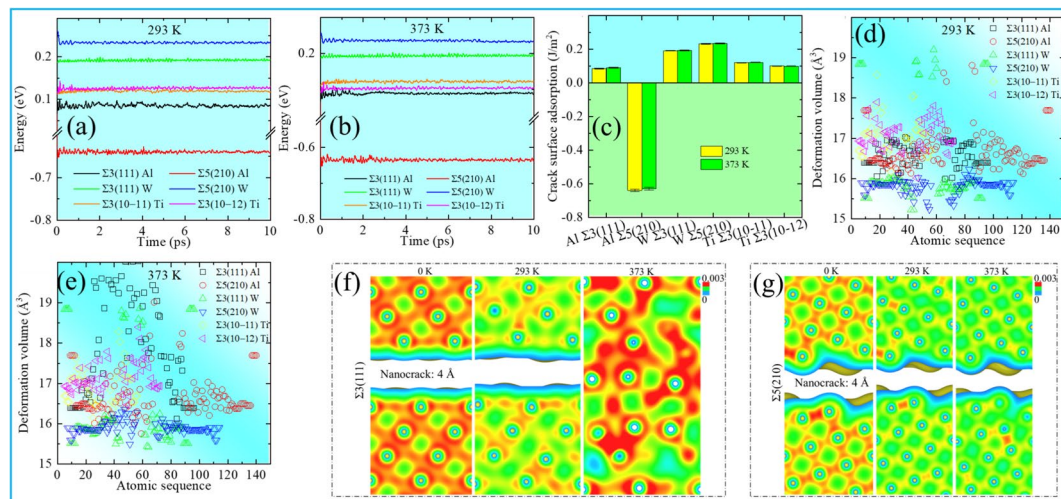 293 K
0.2
0.1
-0.7
-0.8
Energy (eV)
(a)
Σ3(111) Al
Σ5(210) Al
Σ3(111) W
Σ5(210) W
Σ3(10−11) Ti
Σ3(10−12) Ti
0 2 4 6 8 10
Time (ps)
373 K
0.2
-0.6
-0.8
Energy (eV)
(b)
Σ3(111) Al
Σ5(210) Al
Σ3(111) W
Σ5(210) W
Σ3(10−11) Ti
Σ3(10−12) Ti
0 2 4 6 8 10
Time (ps)
Crack surface adsorption (J/m²)
0.4
0.2
0.0
-0.2
-0.4
-0.6
-0.8
(c)
293 K
373 K
Al Σ3(111)
Al Σ5(210)
W Σ3(111)
W Σ5(210)
Ti Σ3(10-11)
Ti Σ3(10-12)
293 K
(d)
Deformation volume (Å³)
19
18
17
16
15
Σ3(111) Al
Σ5(210) Al
Σ3(111) W
Σ5(210) W
Σ3(10−11) Ti
Σ3(10−12) Ti
0 20 40 60 80 100 120 140
Atomic sequence
373 K
(e)
Deformation volume (Å³)
19
18
17
16
15
Σ3(111) Al
Σ5(210) Al
Σ3(111) W
Σ5(210) W
Σ3(10−11) Ti
Σ3(10−12) Ti
0 20 40 60 80 100 120 140
Atomic sequence
(f)
0 K 293 K 373 K
0.003
0
Σ3(111)
Nanocrack: 4 Å
(g)
0 K 293 K 373 K
0.003
0
Σ5(210)
Nanocrack: 4 Å